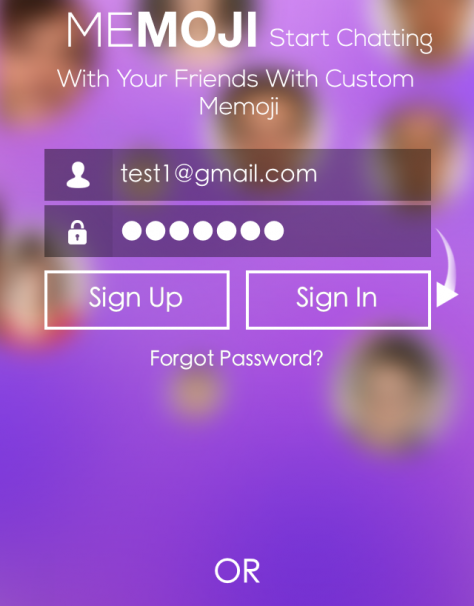 MEMOJI Start Chatting
With Your Friends With Custom
Memoji
test1@gmail.com
●●●●●●●
Sign Up Sign In
Forgot Password?
OR